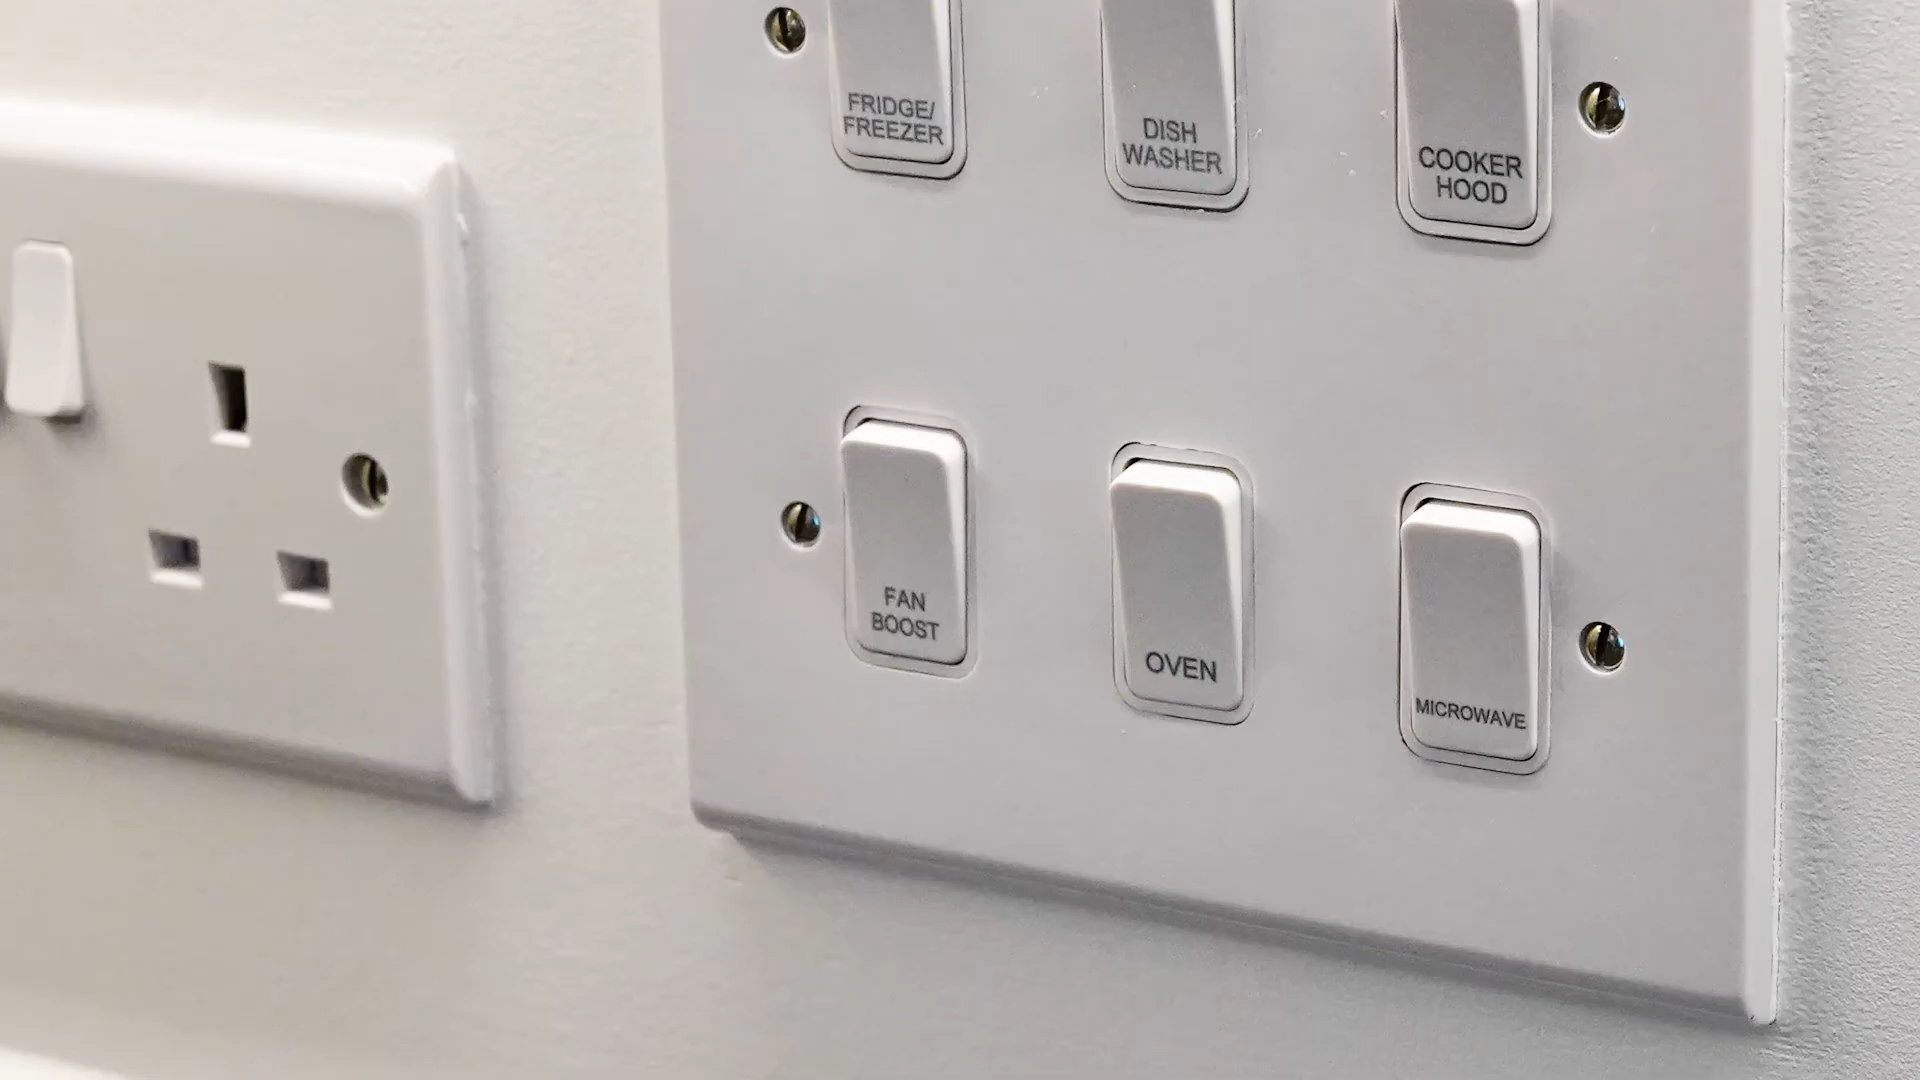 FRIDGE/
FREEZER
DISH
WASHER
COOKER
HOOD
FAN
BOOST
OVEN
MICROWAVE